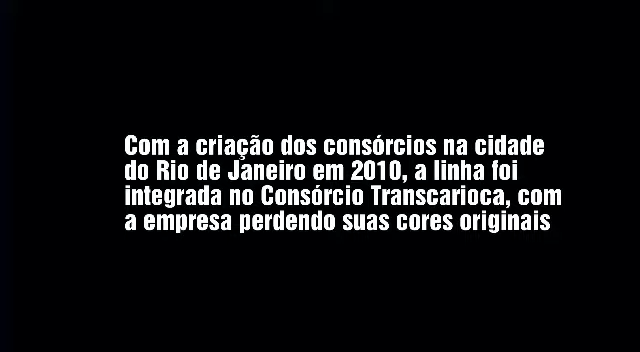 Com a criação dos consórcios na cidade
do Rio de Janeiro em 2010, a linha foi
integrada no Consórcio Transcarioca, com
a empresa perdendo suas cores originais